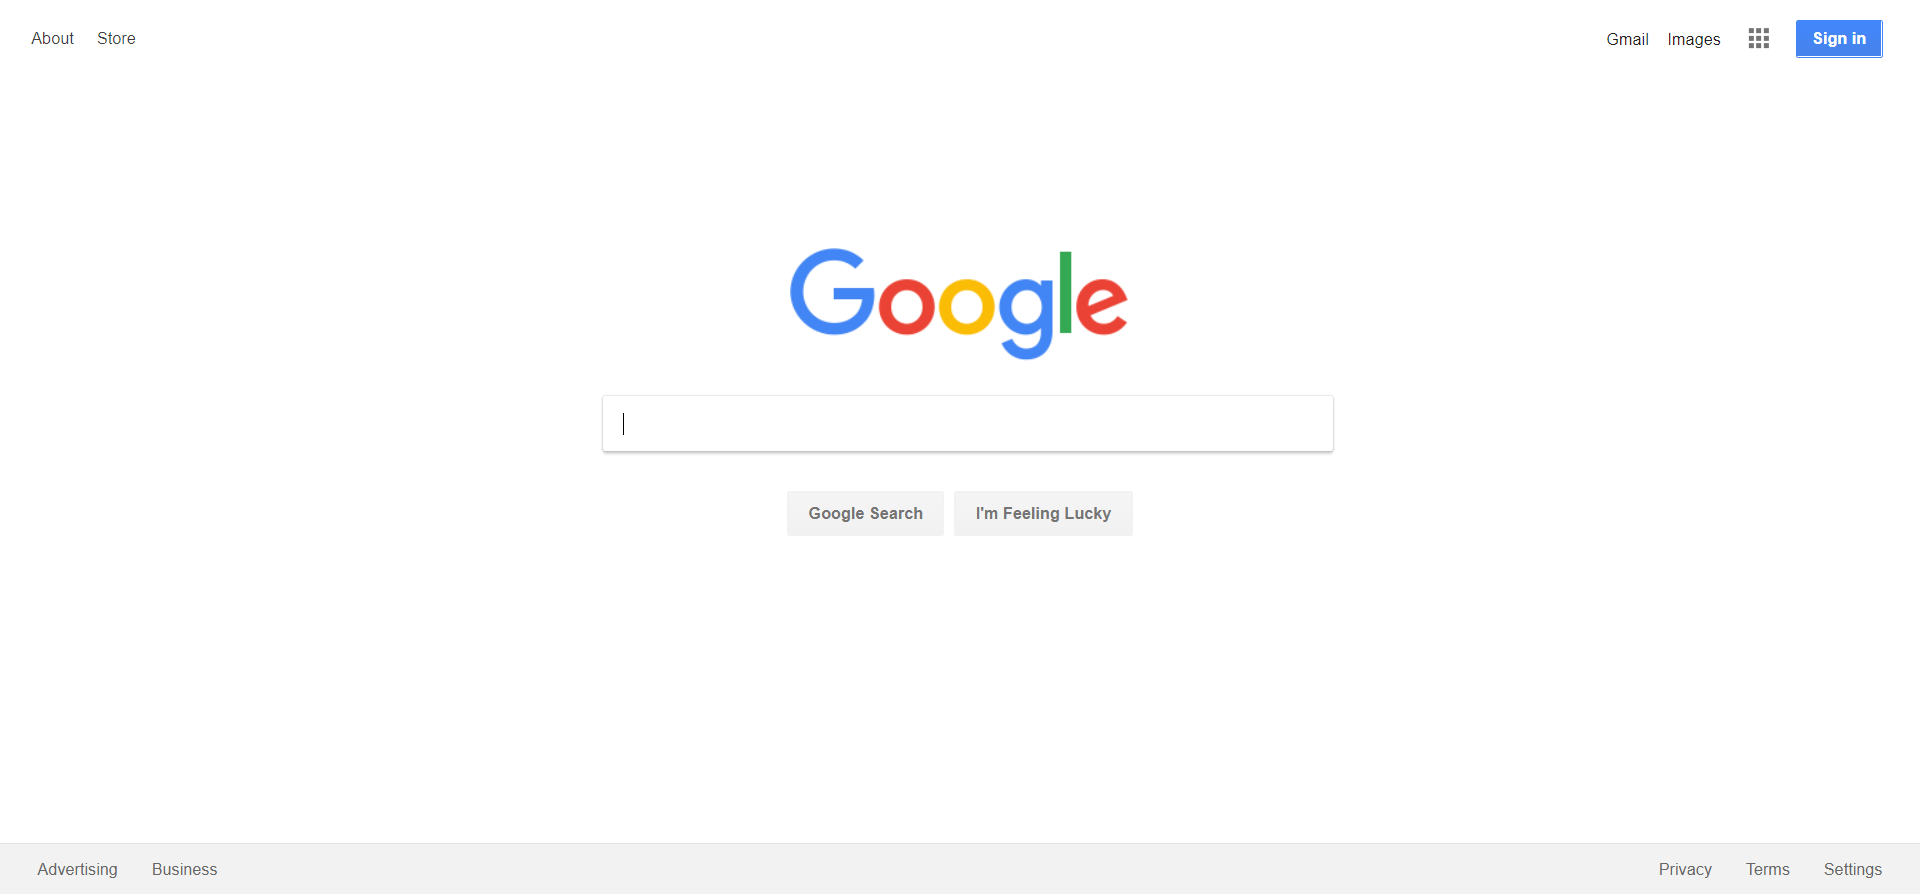 About Store Gmail Images Sign in
Google
Google Search I'm Feeling Lucky
Advertising Business Privacy Terms Settings